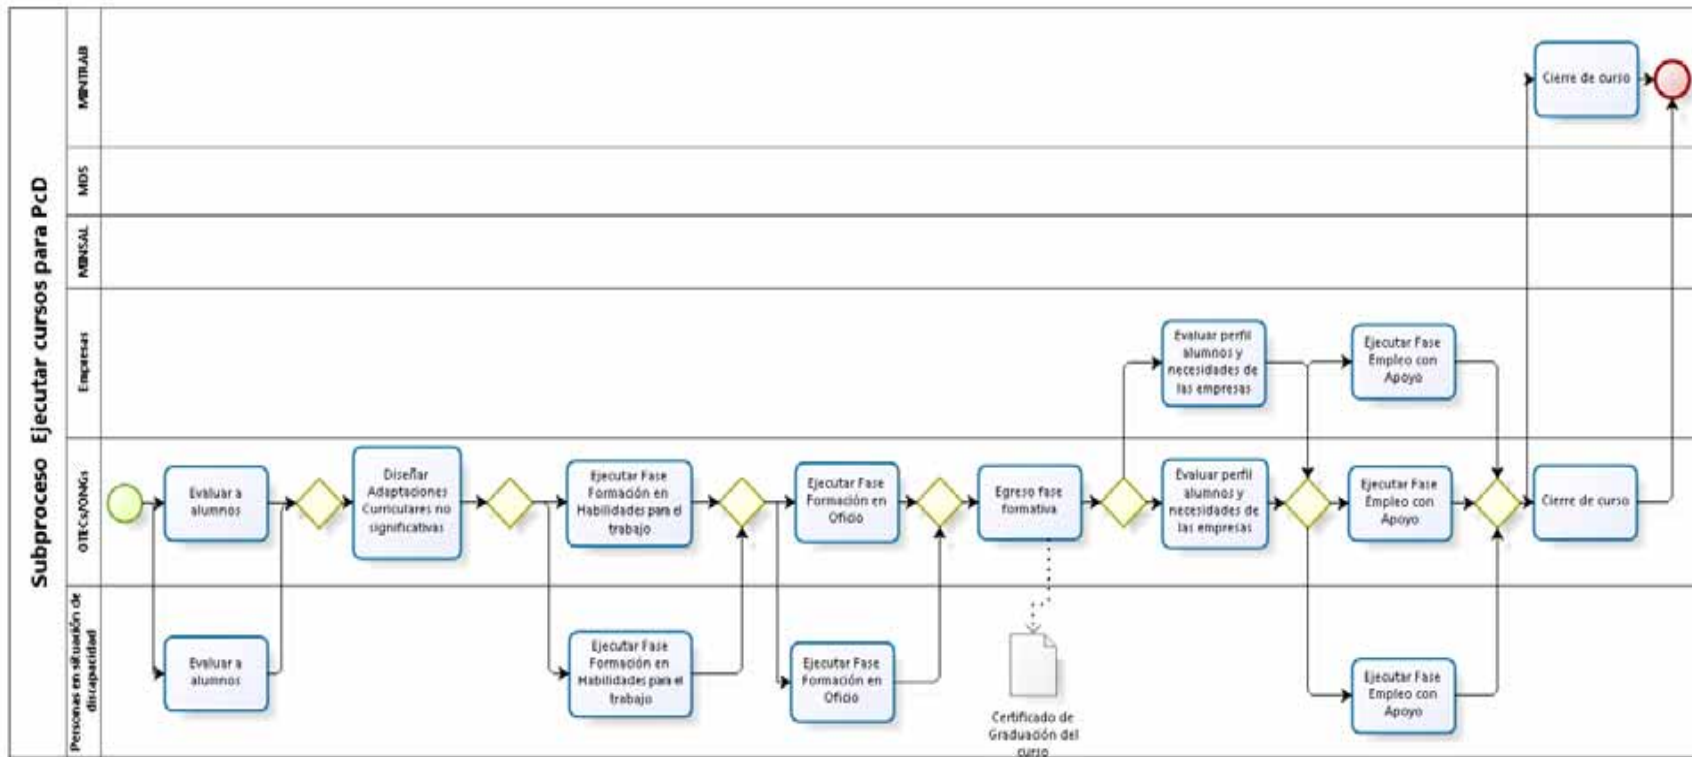 Subproceso Ejecutar cursos para PcD
MINTRAB
Cierre de curso
MDS
MINSAL
Empresas
Evaluar perfil
alumnos y
necesidades de
las empresas
Ejecutar Fase
Empleo con
Apoyo
OTECs/ONGs
Evaluar a
alumnos
Diseñar
Adaptaciones
Curriculares no
significativas
Ejecutar Fase
Formación en
Habilidades para el
trabajo
Ejecutar Fase
Formación en
Oficio
Egreso fase
formativa
Evaluar perfil
alumnos y
necesidades de
las empresas
Ejecutar Fase
Empleo con
Apoyo
Cierre de curso
Personas en situación de
discapacidad
Evaluar a
alumnos
Ejecutar Fase
Formación en
Habilidades para el
trabajo
Ejecutar Fase
Formación en
Oficio
Certificado de
Graduación del
curso
Ejecutar Fase
Empleo con
Apoyo